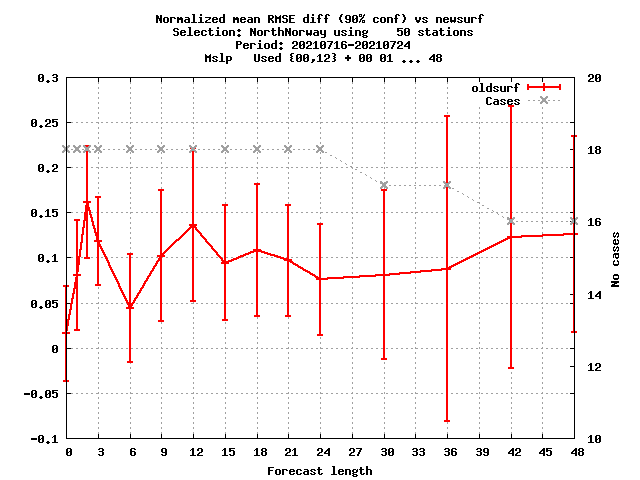 Normalized mean RMSE diff (90% conf) vs newsurf
Selection: NorthNorway using    50 stations
Period: 20210716-20210724
Mslp   Used {00,12} + 00 01 ... 48
oldsurf
Cases
0.3
0.25
0.2
0.15
0.1
0.05
0
-0.05
-0.1
20
18
16
14
12
10
No cases
0 3 6 9 12 15 18 21 24 27 30 33 36 39 42 45 48
Forecast length